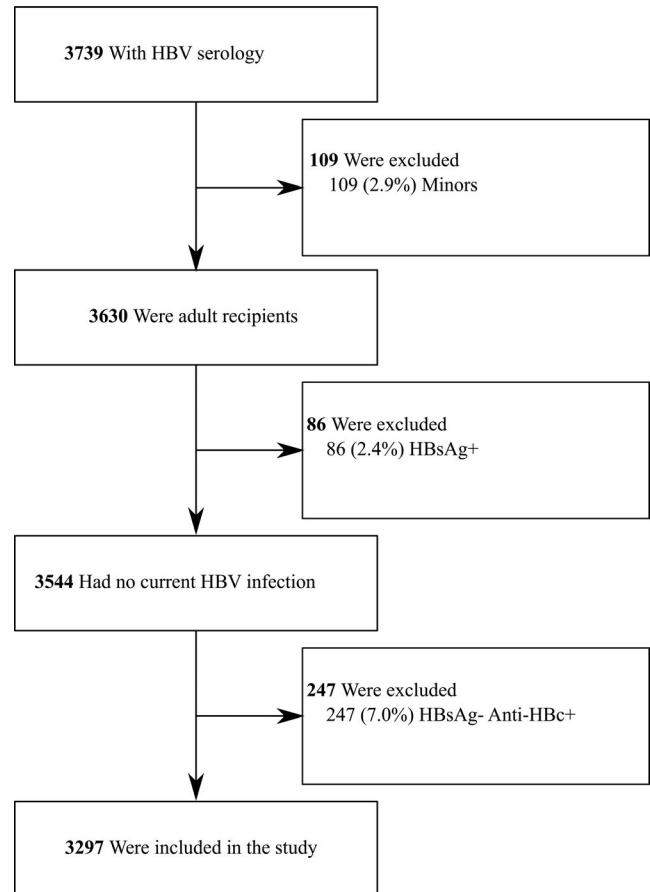 3739 With HBV serology
109 Were excluded
109 (2.9%) Minors
3630 Were adult recipients
86 Were excluded
86 (2.4%) HBsAg+
3544 Had no current HBV infection
247 Were excluded
247 (7.0%) HBsAg- Anti-HBc+
3297 Were included in the study